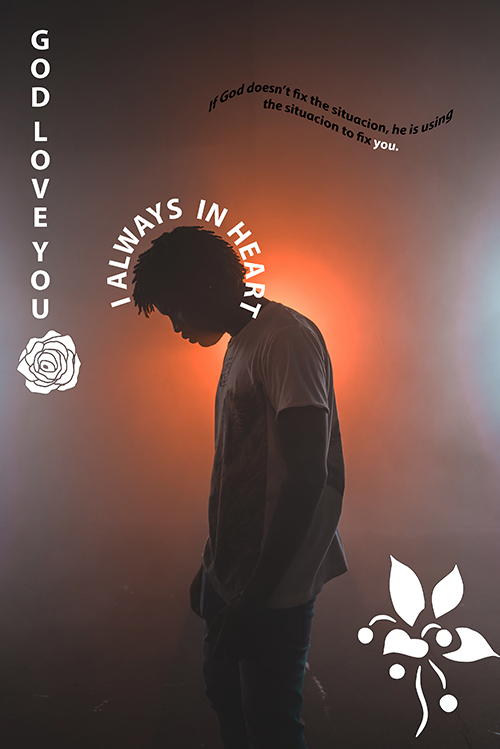 GOD LOVE YOU
If God doesn't fix the situacion, he is using
the situacion to fix you.
I ALWAYS IN HEART